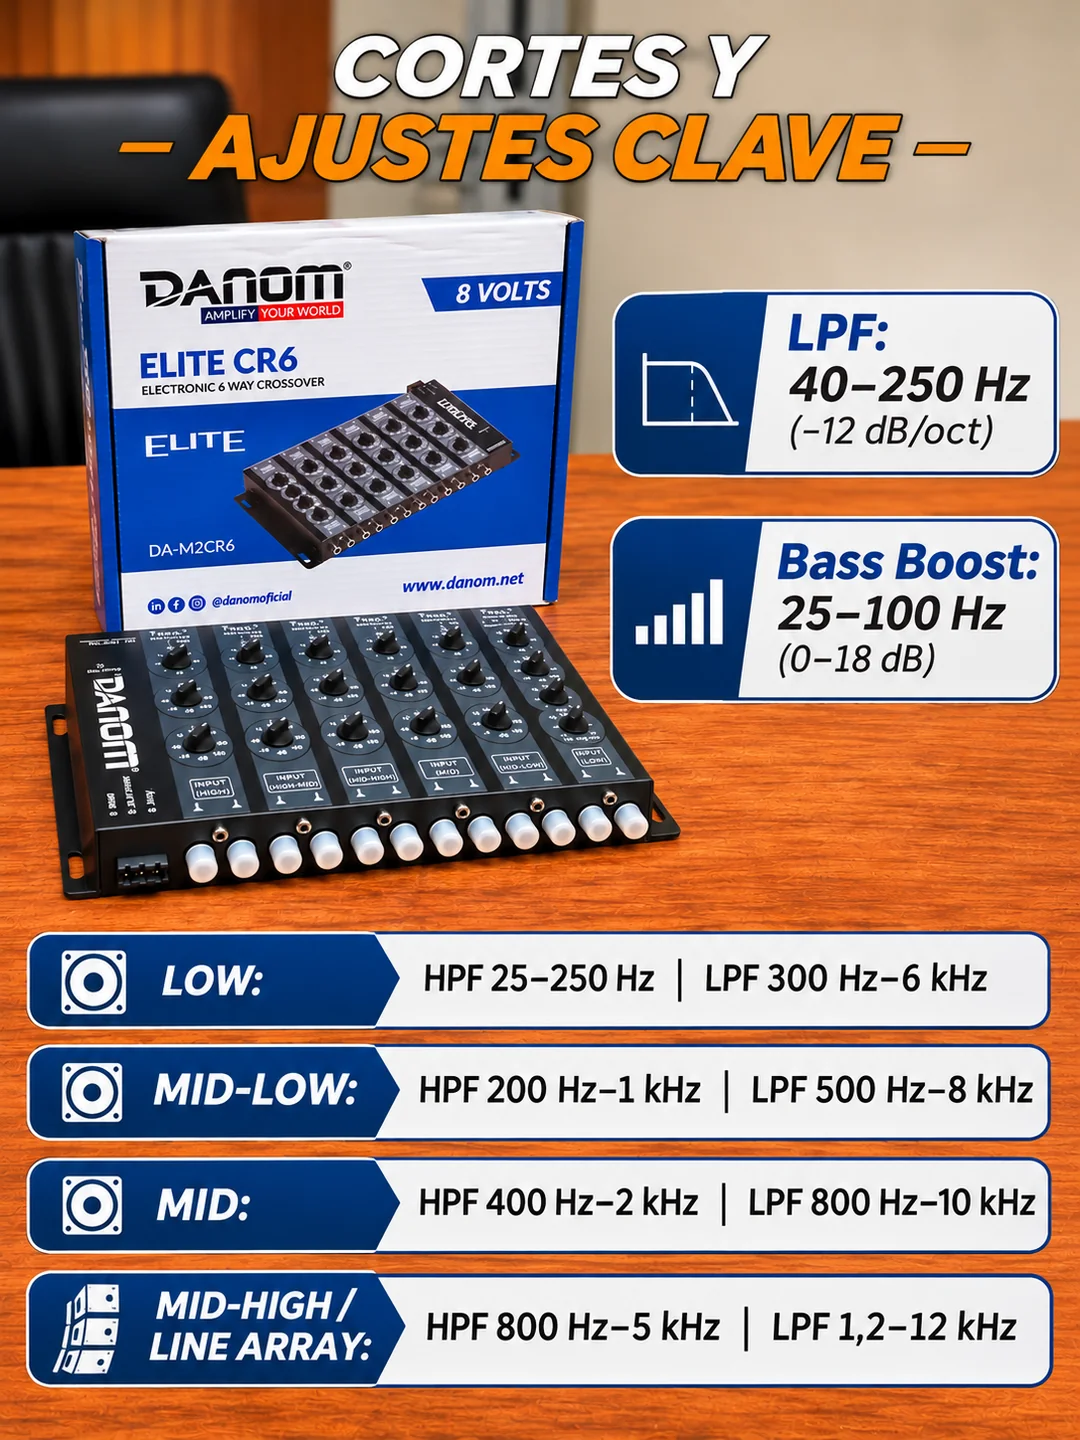 CORTES Y
– AJUSTES CLAVE –
DANOM®
AMPLIFY YOUR WORLD
8 VOLTS
ELITE CR6
ELECTRONIC 6 WAY CROSSOVER
ELITE
DA-M2CR6
www.danom.net
@danomoficial
LPF:
40–250 Hz
(–12 dB/oct)
Bass Boost:
25–100 Hz
(0–18 dB)
DANOM
INPUT
(HIGH)
INPUT
(HIGH-MID)
INPUT
(MID-HIGH)
INPUT
(MID)
INPUT
(MID-LOW)
INPUT
(LOW)
LOW:
HPF 25–250 Hz | LPF 300 Hz–6 kHz
MID-LOW:
HPF 200 Hz–1 kHz | LPF 500 Hz–8 kHz
MID:
HPF 400 Hz–2 kHz | LPF 800 Hz–10 kHz
MID-HIGH /
LINE ARRAY:
HPF 800 Hz–5 kHz | LPF 1,2–12 kHz